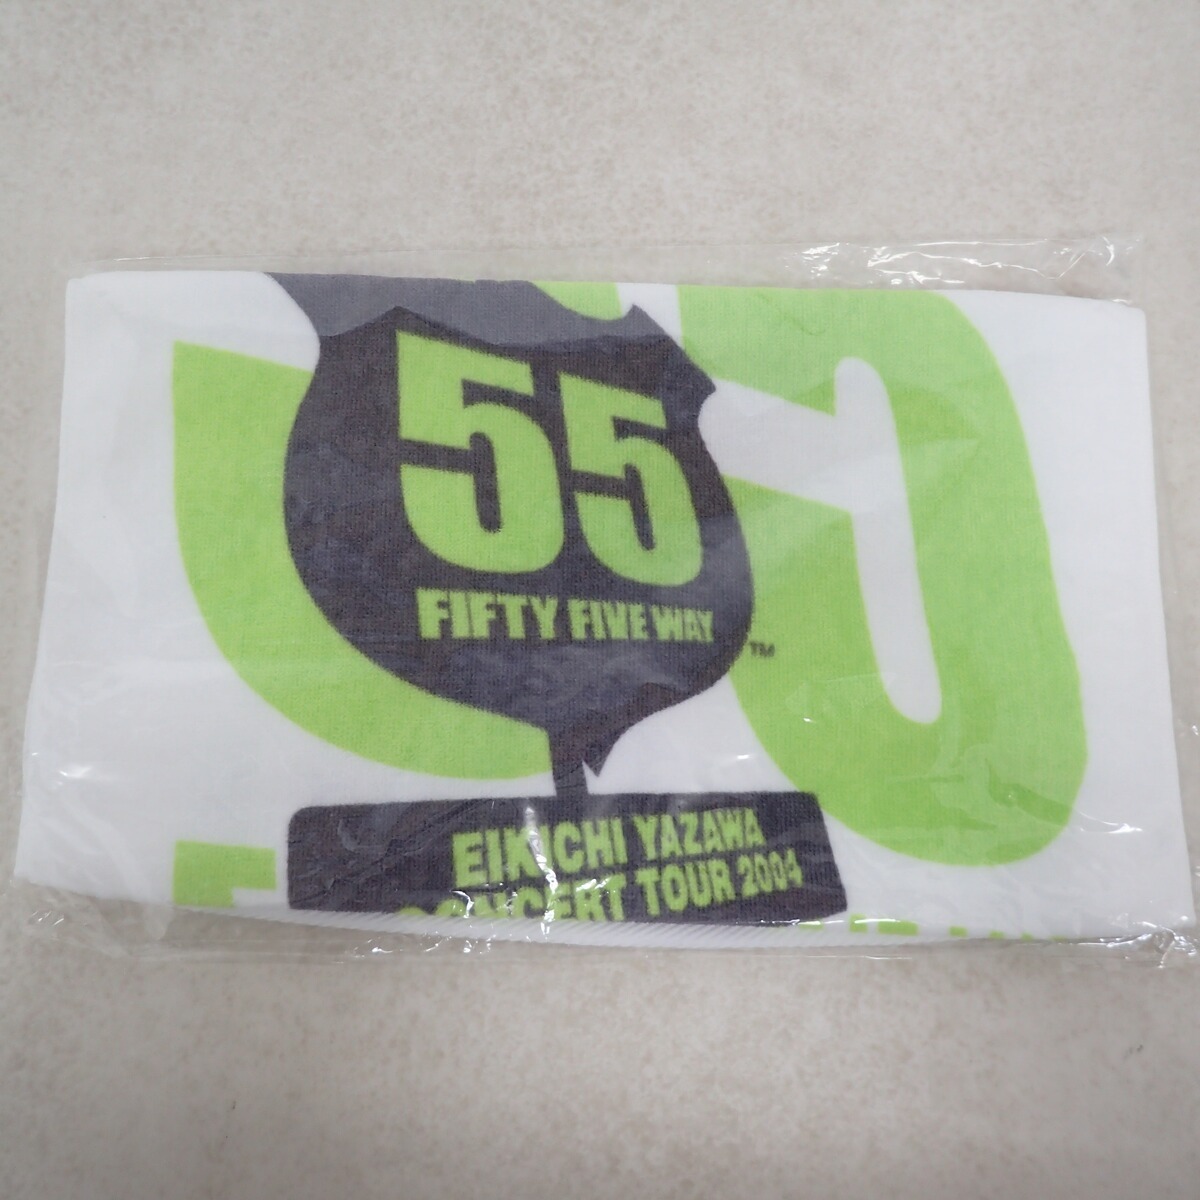 55
FIFTY FIVE WAY
TM
EIKICHI YAZAWA
CONCERT TOUR 2004